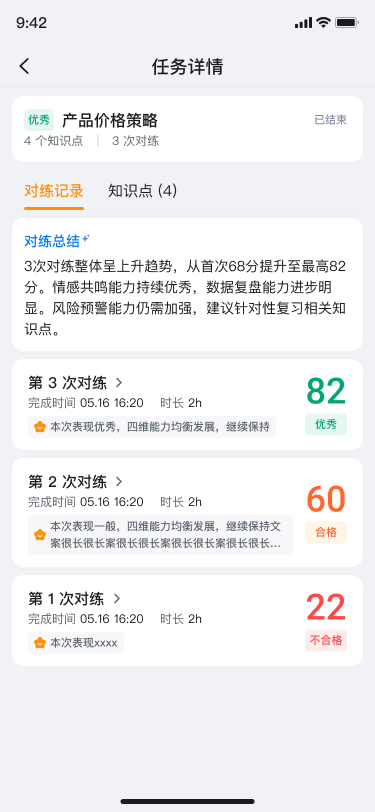 9:42
任务详情
优秀 产品价格策略 已结束
4 个知识点 | 3 次对练
对练记录 知识点 (4)
对练总结
3次对练整体呈上升趋势，从首次68分提升至最高82
分。情感共鸣能力持续优秀，数据复盘能力进步明
显。风险预警能力仍需加强，建议针对性复习相关知
识点。
第 3 次对练 82
完成时间 05.16 16:20 时长 2h
本次表现优秀，四维能力均衡发展，继续保持 优秀
第 2 次对练 60
完成时间 05.16 16:20 时长 2h
本次表现一般，四维能力均衡发展，继续保持文 合格
案很长很长案很长很长案很长很长案很长很长...
第 1 次对练 22
完成时间 05.16 16:20 时长 2h
本次表现xxxx 不合格